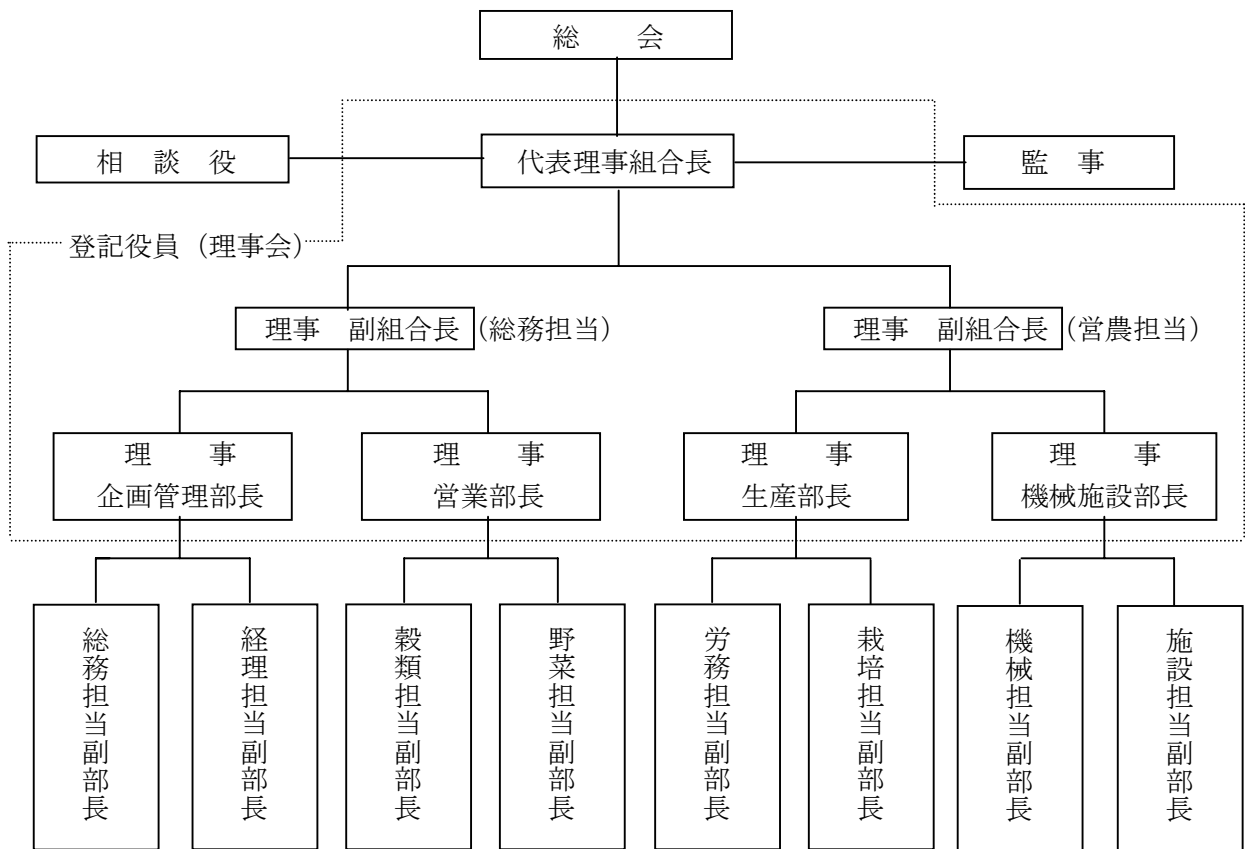 総　会
相　談　役
代表理事組合長
監　事
登記役員（理事会）
理事　副組合長
(総務担当）
理事　副組合長
(営農担当）
理　　事
企画管理部長
理　　事
営業部長
理　　事
生産部長
理　　事
機械施設部長
総務担当副部長
経理担当副部長
穀類担当副部長
野菜担当副部長
労務担当副部長
栽培担当副部長
機械担当副部長
施設担当副部長